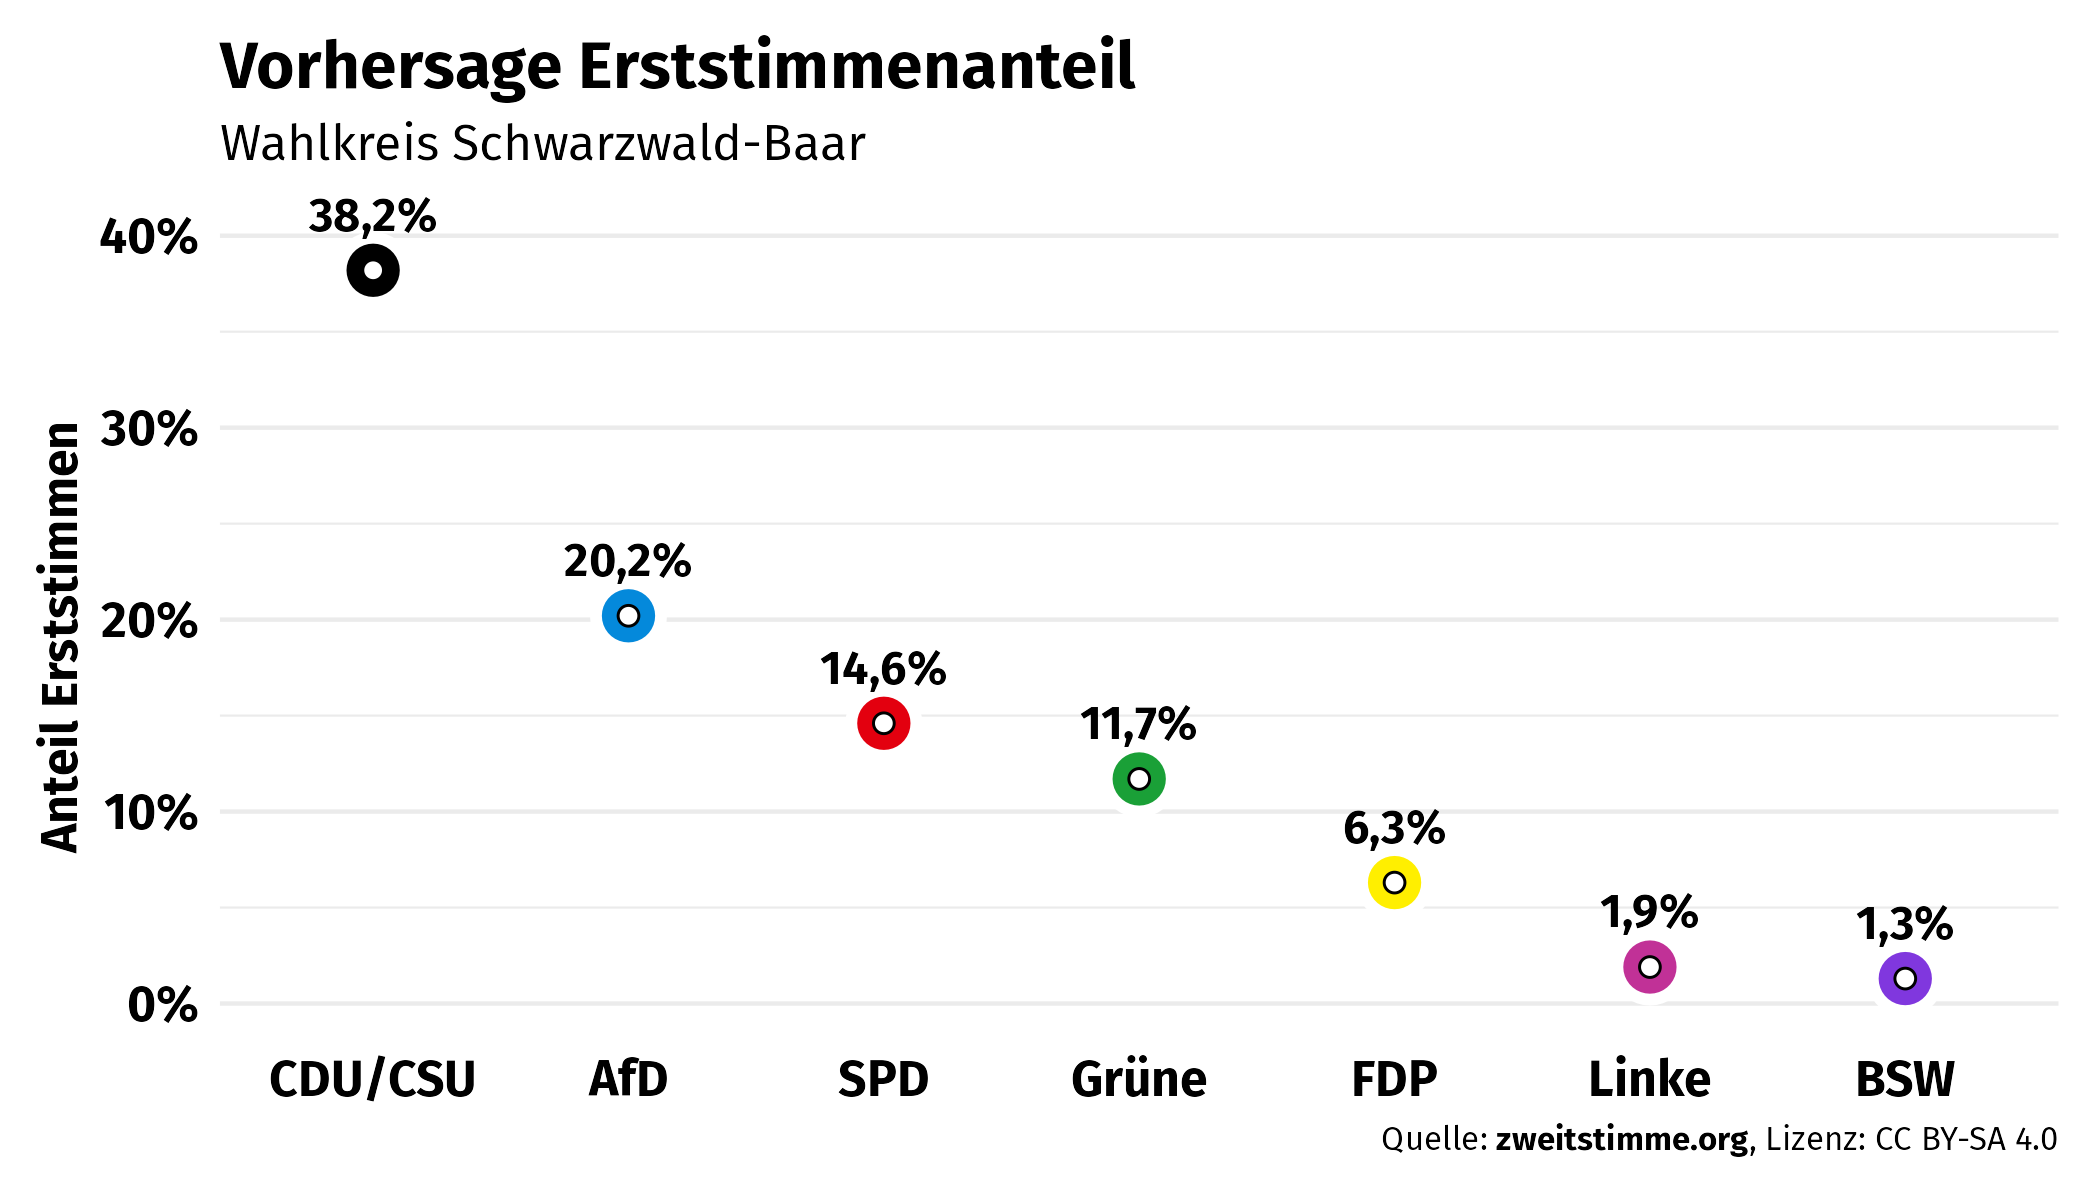 Vorhersage Erststimmenanteil
Wahlkreis Schwarzwald-Baar
Anteil Erststimmen
40%
30%
20%
10%
0%
38,2%
20,2%
14,6%
11,7%
6,3%
1,9%
1,3%
CDU/CSU AfD SPD Grüne FDP Linke BSW
Quelle: zweitstimme.org, Lizenz: CC BY-SA 4.0